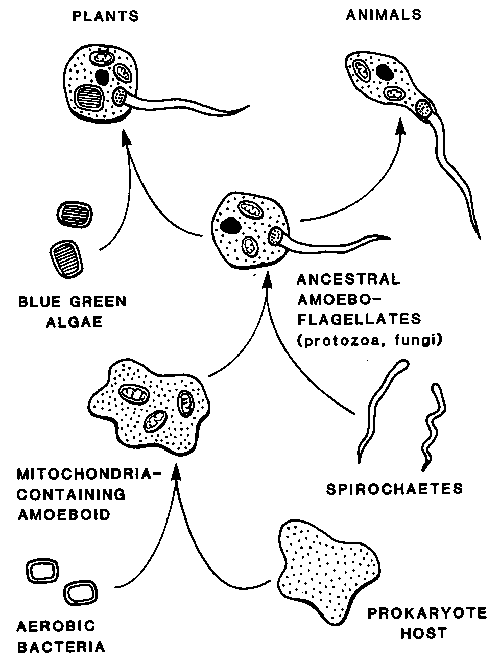 PLANTS
ANIMALS
BLUE GREEN
ALGAE
ANCESTRAL
AMOEBO-
FLAGELLATES
(protozoa, fungi)
MITOCHONDRIA-
CONTAINING
AMOEBOID
SPIROCHAETES
AEROBIC
BACTERIA
PROKARYOTE
HOST